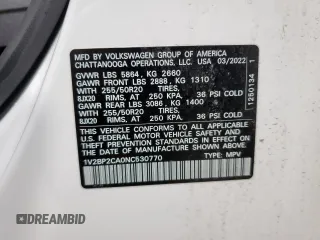 MFD BY VOLKSWAGEN GROUP OF AMERICA
CHATTANOOGA OPERATIONS, LLC. USA 03/2022
GVWR LBS 5864, KG 2660
GAWR FRONT LBS 2888, KG 1310
WITH 255/50R20 TIRES,
8JX20 RIMS, AT 250 KPA, 36 PSI COLD
GAWR REAR LBS 3086, KG 1400
WITH 255/50R20 TIRES,
8JX20 RIMS, AT 250 KPA, 36 PSI COLD
THIS VEHICLE CONFORMS TO ALL APPLICABLE
U.S. FEDERAL MOTOR VEHICLE SAFETY AND
THEFT PREVENTION STANDARDS IN EFFECT ON
THE DATE OF MANUFACTURE SHOWN ABOVE.
1V2BP2CA0NC530770 TYPE: MPV
1260134 1
DREAMBID